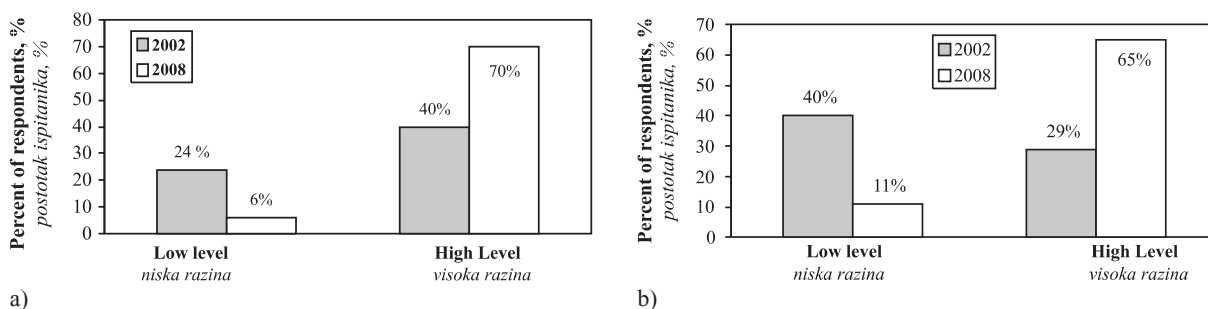 Percent of respondents, %
postotak ispitanika, %
80
70
60
50
40
30
20
10
0
2002
2008
24 %
6%
40%
70%
Low level
niska razina
High Level
visoka razina
a)
Percent of respondents, %
postotak ispitanika, %
70
60
50
40
30
20
10
0
2002
2008
40%
11%
29%
65%
Low level
niska razina
High Level
visoka razina
b)